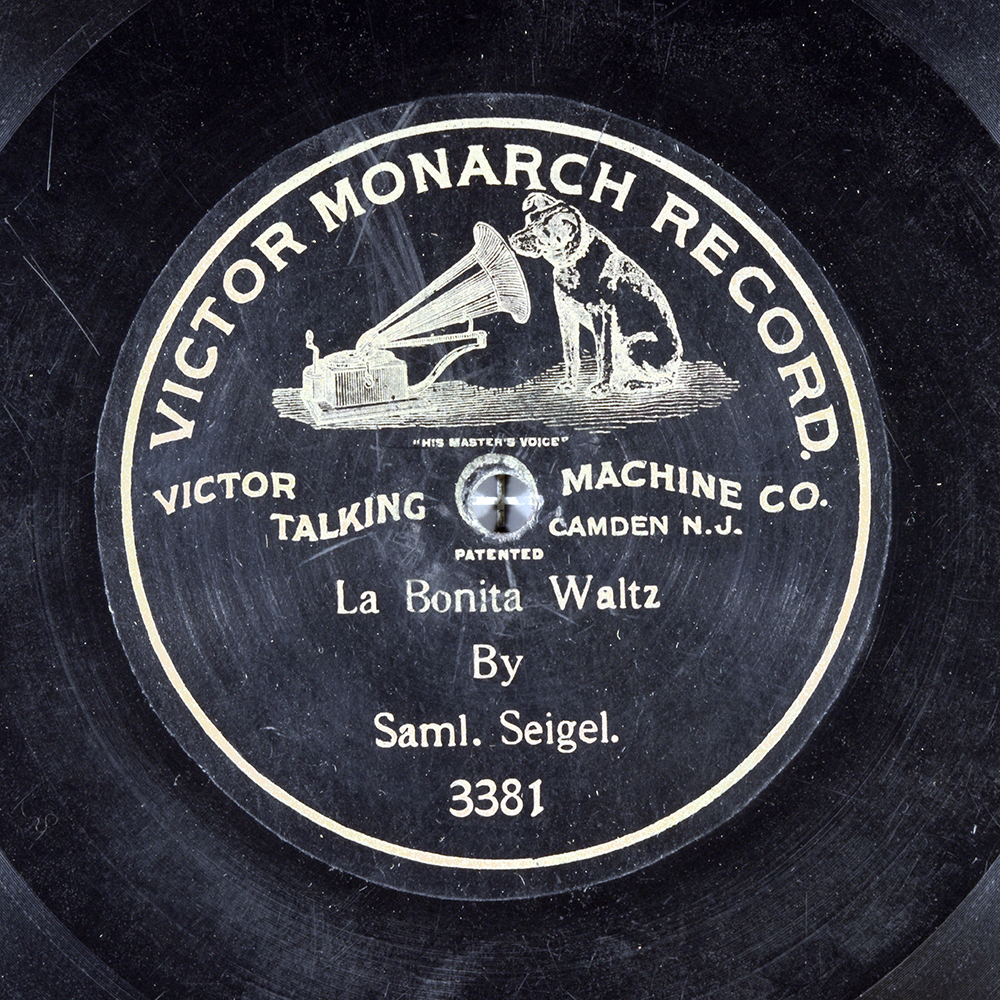 VICTOR MONARCH RECORD.
"HIS MASTER'S VOICE"
VICTOR TALKING MACHINE CO.
CAMDEN N.J.
PATENTED
La Bonita Waltz
By
Saml. Seigel.
3381